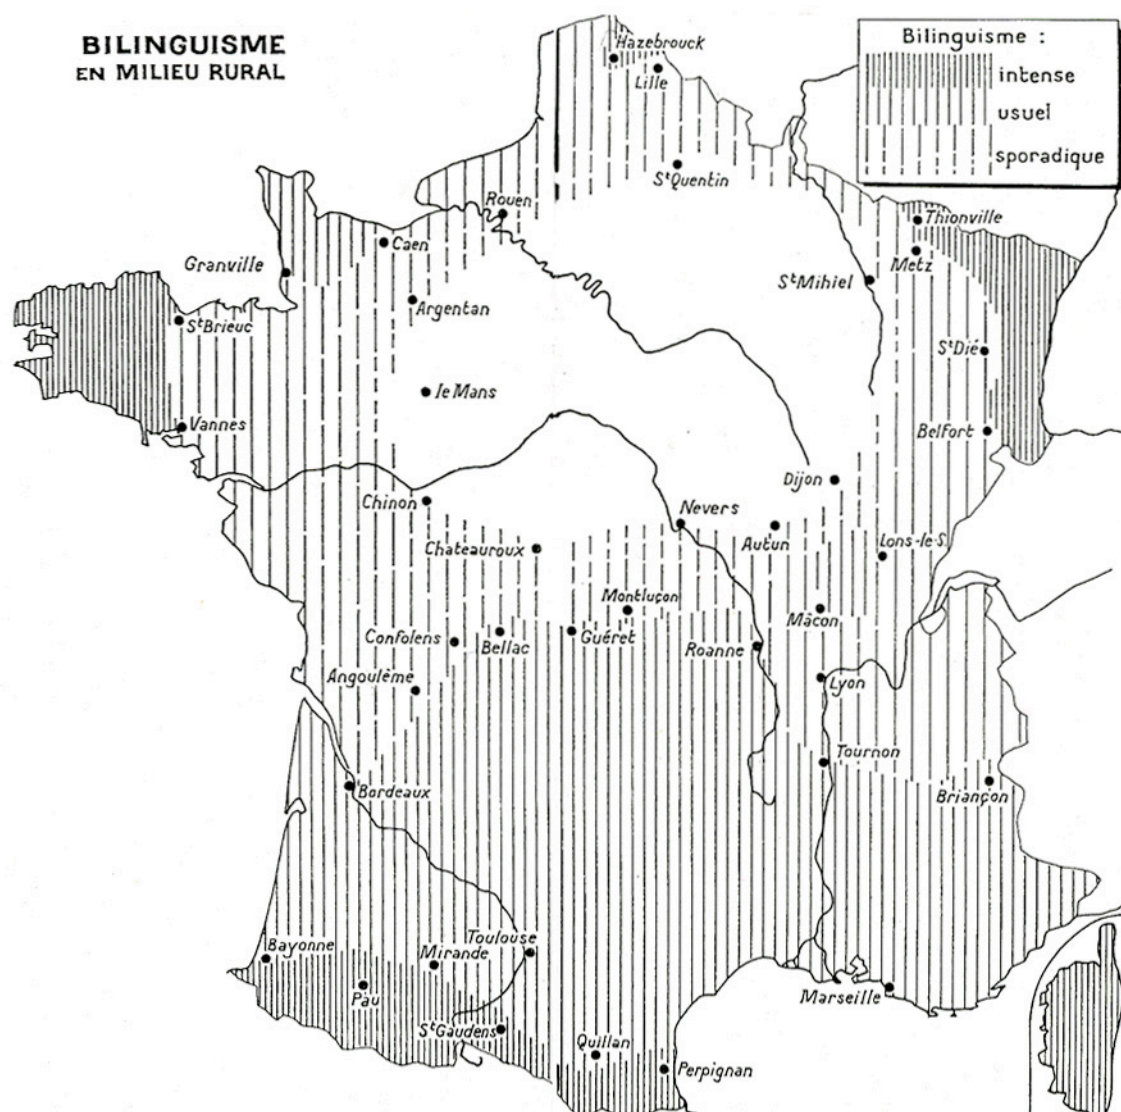 BILINGUISME
EN MILIEU RURAL
Bilinguisme :
intense
usuel
sporadique
Hazebrouck
Lille
St Quentin
Rouen
Thionville
Caen
Metz
Granville
St Mihiel
Argentan
St Brieuc
St Dié
le Mans
Vannes
Belfort
Dijon
Chinon
Nevers
Autun
Chateauroux
Lons-le-S.
Montluçon
Mâcon
Confolens
Bellac
Guéret
Roanne
Angoulème
Lyon
Tournon
Bordeaux
Briançon
Bayonne
Toulouse
Mirande
Pau
Marseille
St Gaudens
Quillan
Perpignan